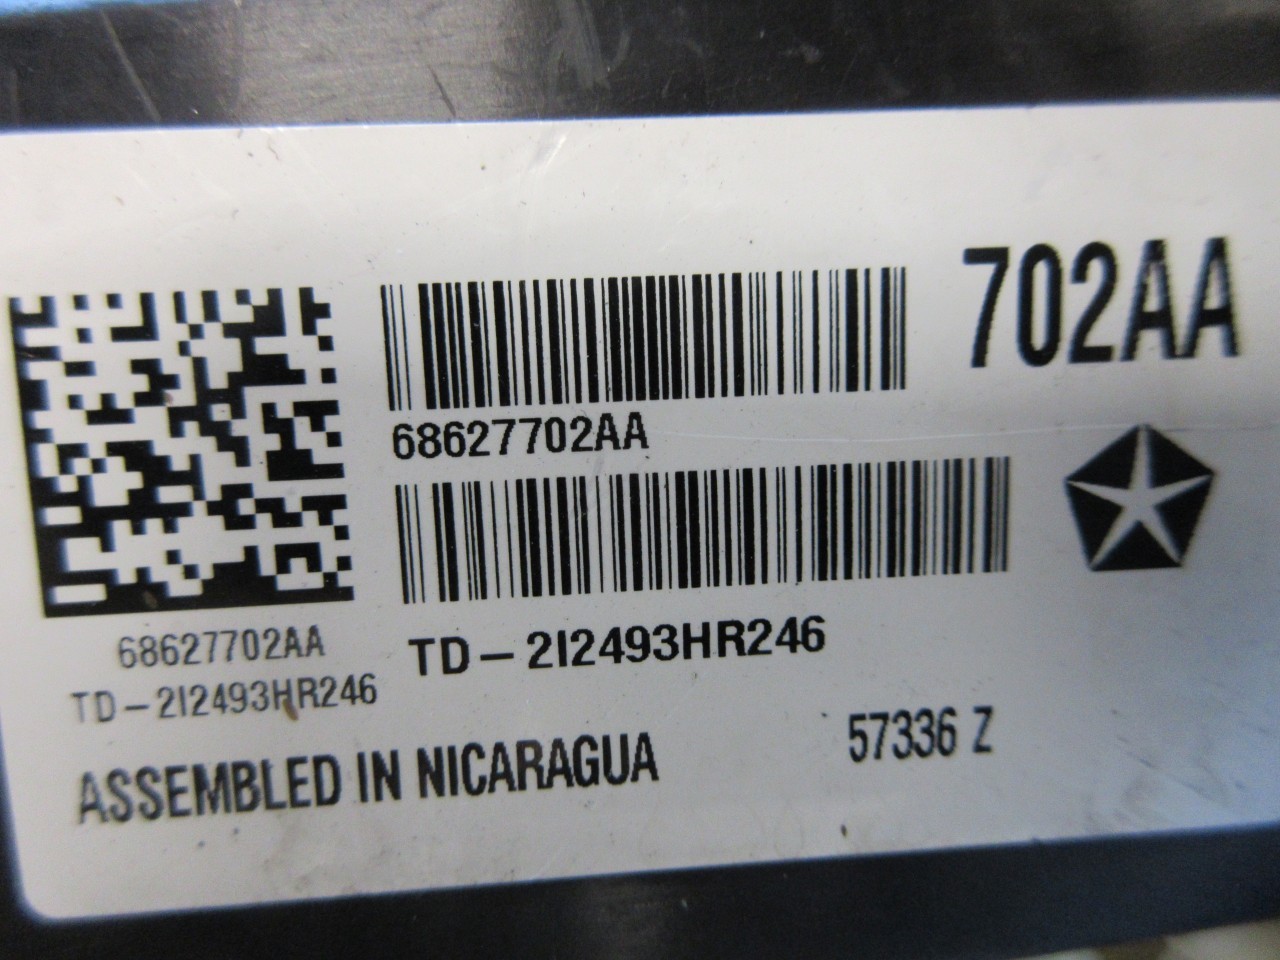 702AA
68627702AA
68627702AA
TD-2I2493HR246
TD-2I2493HR246
ASSEMBLED IN NICARAGUA
57336 Z